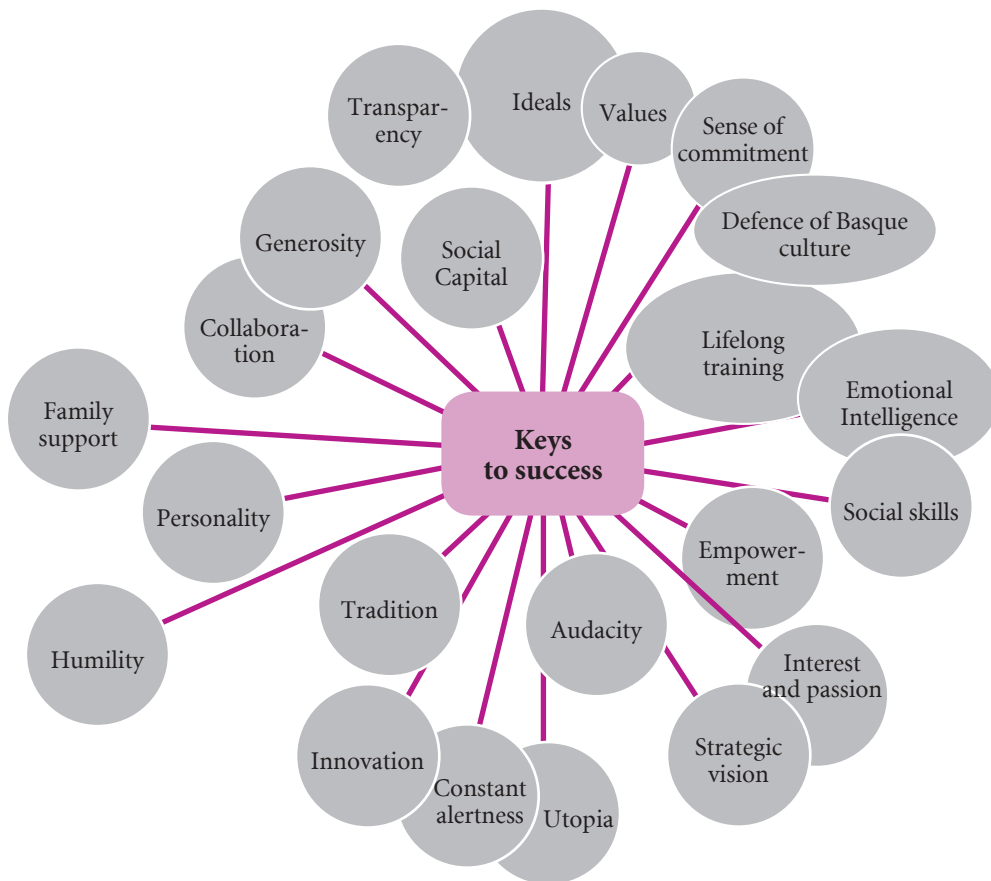 Ideals
Values
Transpar-
ency
Sense of
commitment
Defence of Basque
culture
Generosity
Social
Capital
Collabora-
tion
Lifelong
training
Emotional
Intelligence
Family
support
Keys
to success
Personality
Social skills
Empower-
ment
Tradition
Audacity
Humility
Interest
and passion
Innovation
Strategic
vision
Constant
alertness
Utopia